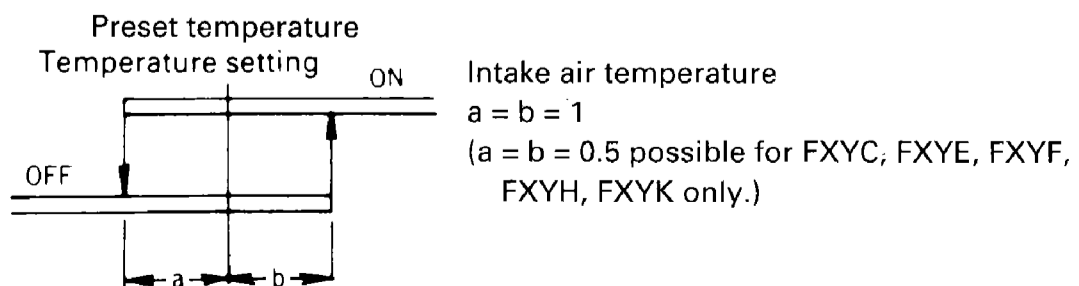 Preset temperature
Temperature setting
ON
Intake air temperature
a = b = 1
(a = b = 0.5 possible for FXYC, FXYE, FXYF,
OFF
FXYH, FXYK only.)
a
b